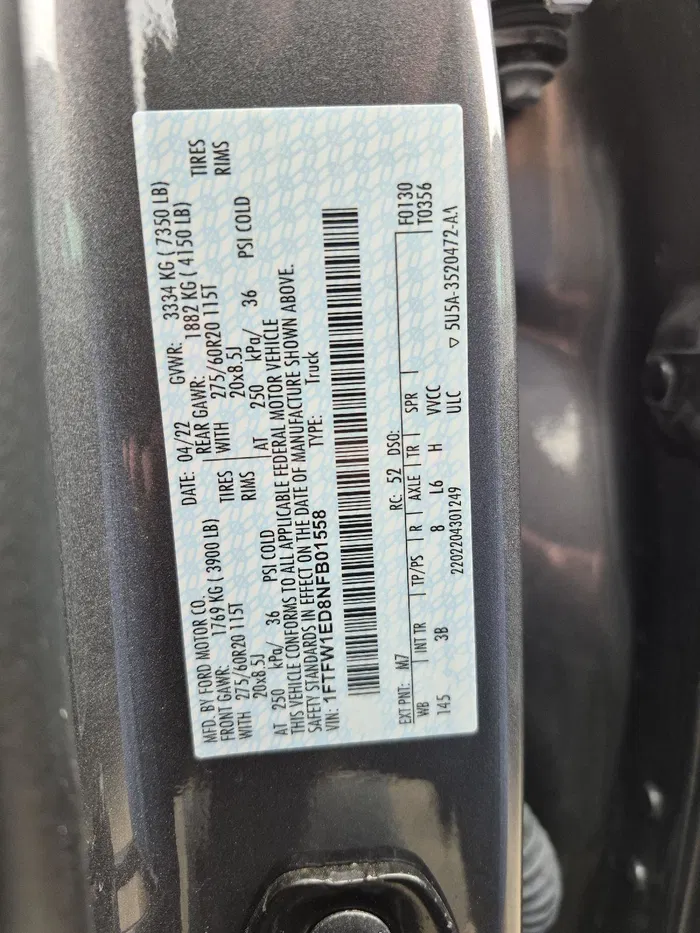 MFD. BY FORD MOTOR CO. DATE: 04/22 GVWR: 3334 KG ( 7350 LB)
FRONT GAWR: 1769 KG ( 3900 LB) REAR GAWR: 1882 KG ( 4150 LB)
WITH 275/60R20 115T TIRES WITH 275/60R20 115T TIRES
20x8.5J RIMS 20x8.5J RIMS
AT 250 kPa/ 36 PSI COLD AT 250 kPa/ 36 PSI COLD
THIS VEHICLE CONFORMS TO ALL APPLICABLE FEDERAL MOTOR VEHICLE
SAFETY STANDARDS IN EFFECT ON THE DATE OF MANUFACTURE SHOWN ABOVE.
VIN: 1FTFW1ED8NFB01558 TYPE: Truck
EXT PNT: M7 RC: 52 DSO: F0130
WB INT TR TP/PS R AXLE TR SPR T0356
145 3B 8 L6 H VVCC
2202204301249 ULC ▽ 5U5A-3520472-AA